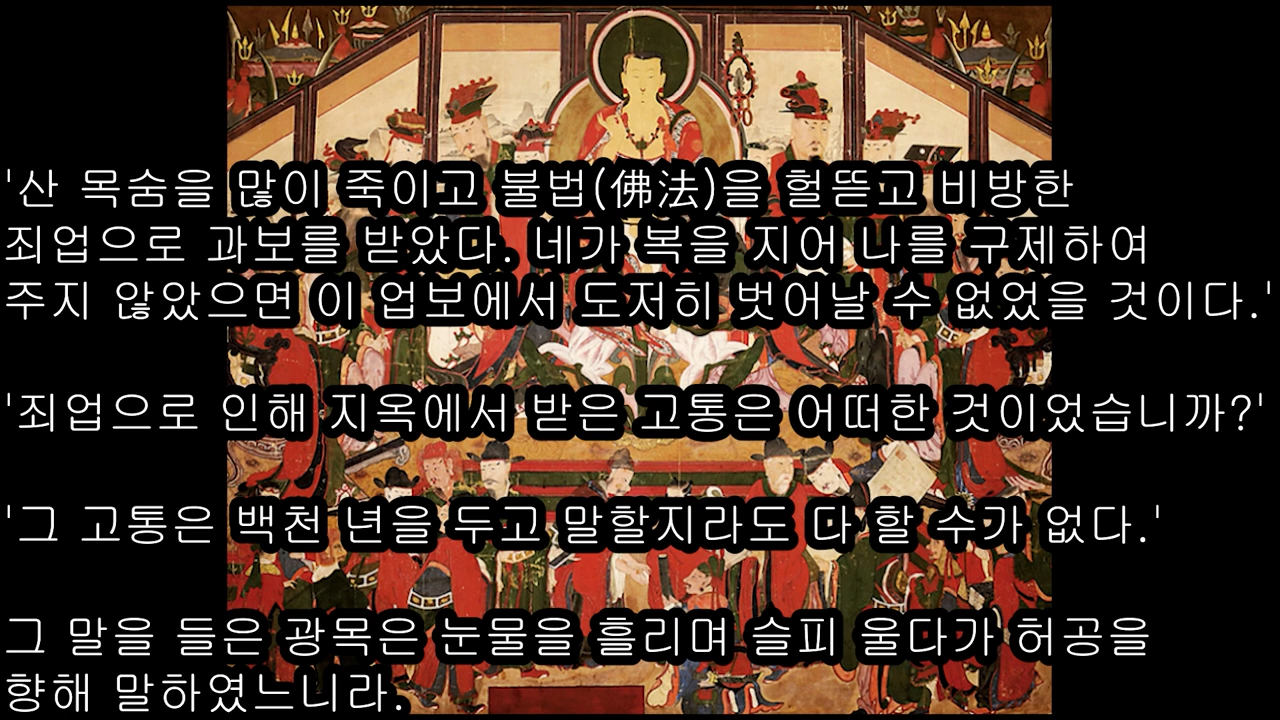 '산 목숨을 많이 죽이고 불법(佛法)을 헐뜯고 비방한
죄업으로 과보를 받았다. 네가 복을 지어 나를 구제하여
주지 않았으면 이 업보에서 도저히 벗어날 수 없었을 것이다.'
'죄업으로 인해 지옥에서 받은 고통은 어떠한 것이었습니까?'
'그 고통은 백천 년을 두고 말할지라도 다 할 수가 없다.'
그 말을 들은 광목은 눈물을 흘리며 슬피 울다가 허공을
향해 말하였느니라.